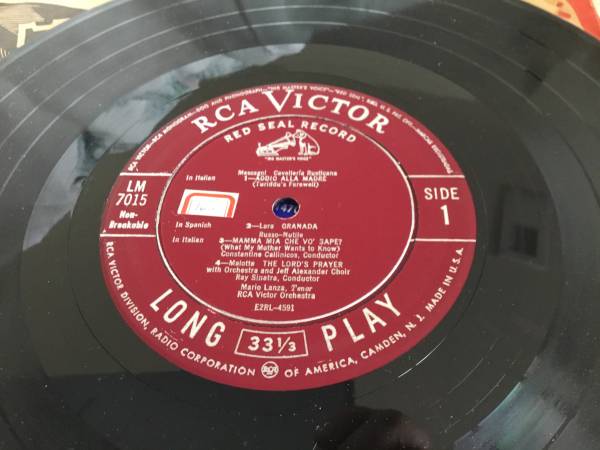 RCA VICTOR
RED SEAL RECORD
"HIS MASTER'S VOICE"
Mascagni Cavalleria Rusticana
In Italian 1—ADDIO ALLA MADRE
(Turiddu's Farewell)
LM
7015
Non-
Breakable
SIDE
1
In Spanish 2—Lara GRANADA
Russo-Nutile
In Italian 3—MAMMA MIA CHE VO' SAPE?
(What My Mother Wants to Know)
Constantine Callinicos, Conductor
4—Malotte THE LORD'S PRAYER
with Orchestra and Jeff Alexander Choir
Ray Sinatra, Conductor
Mario Lanza, Tenor
RCA Victor Orchestra
E2RL-4591
LONG 33 1/3 PLAY
RCA VICTOR DIVISION, RADIO CORPORATION OF AMERICA, CAMDEN, N. J. MADE IN U.S.A.